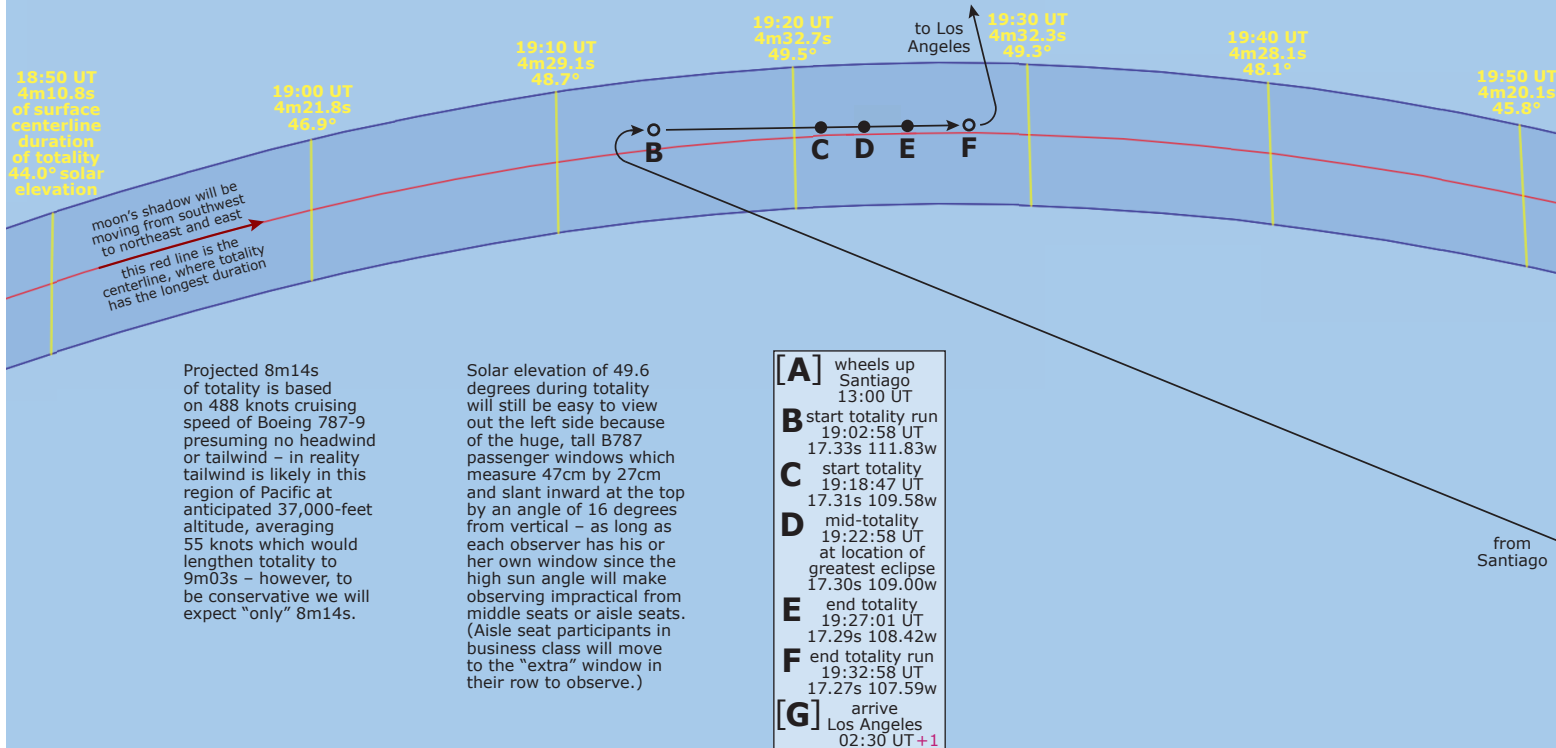 18:50 UT
4m10.8s
of surface
centerline
duration
of totality
44.0° solar
elevation
19:00 UT
4m21.8s
46.9°
19:10 UT
4m29.1s
48.7°
19:20 UT
4m32.7s
49.5°
to Los
Angeles
19:30 UT
4m32.3s
49.3°
19:40 UT
4m28.1s
48.1°
19:50 UT
4m20.1s
45.8°
B
C
D
E
F
moon's shadow will be
moving from southwest
to northeast and east
this red line is the
centerline, where totality
has the longest duration
from
Santiago
Projected 8m14s
of totality is based
on 488 knots cruising
speed of Boeing 787-9
presuming no headwind
or tailwind – in reality
tailwind is likely in this
region of Pacific at
anticipated 37,000-feet
altitude, averaging
55 knots which would
lengthen totality to
9m03s – however, to
be conservative we will
expect “only” 8m14s.
Solar elevation of 49.6
degrees during totality
will still be easy to view
out the left side because
of the huge, tall B787
passenger windows which
measure 47cm by 27cm
and slant inward at the top
by an angle of 16 degrees
from vertical – as long as
each observer has his or
her own window since the
high sun angle will make
observing impractical from
middle seats or aisle seats.
(Aisle seat participants in
business class will move
to the “extra” window in
their row to observe.)
[A] wheels up
Santiago
13:00 UT
B start totality run
19:02:58 UT
17.33s 111.83w
C start totality
19:18:47 UT
17.31s 109.58w
D mid-totality
19:22:58 UT
at location of
greatest eclipse
17.30s 109.00w
E end totality
19:27:01 UT
17.29s 108.42w
F end totality run
19:32:58 UT
17.27s 107.59w
[G] arrive
Los Angeles
02:30 UT+1